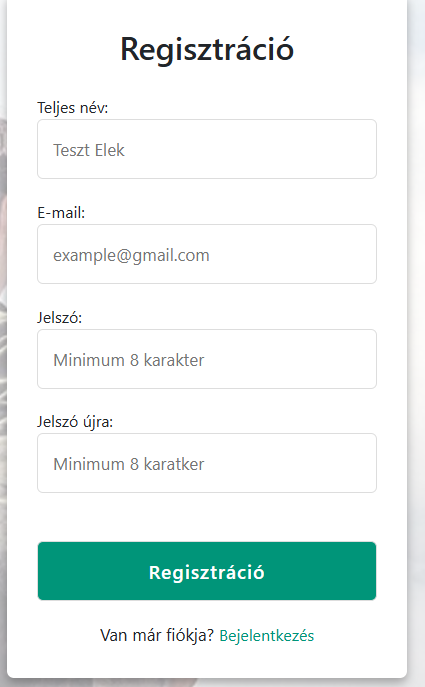 Regisztráció
Teljes név:
Teszt Elek
E-mail:
example@gmail.com
Jelszó:
Minimum 8 karakter
Jelszó újra:
Minimum 8 karatker
Regisztráció
Van már fiókja? Bejelentkezés